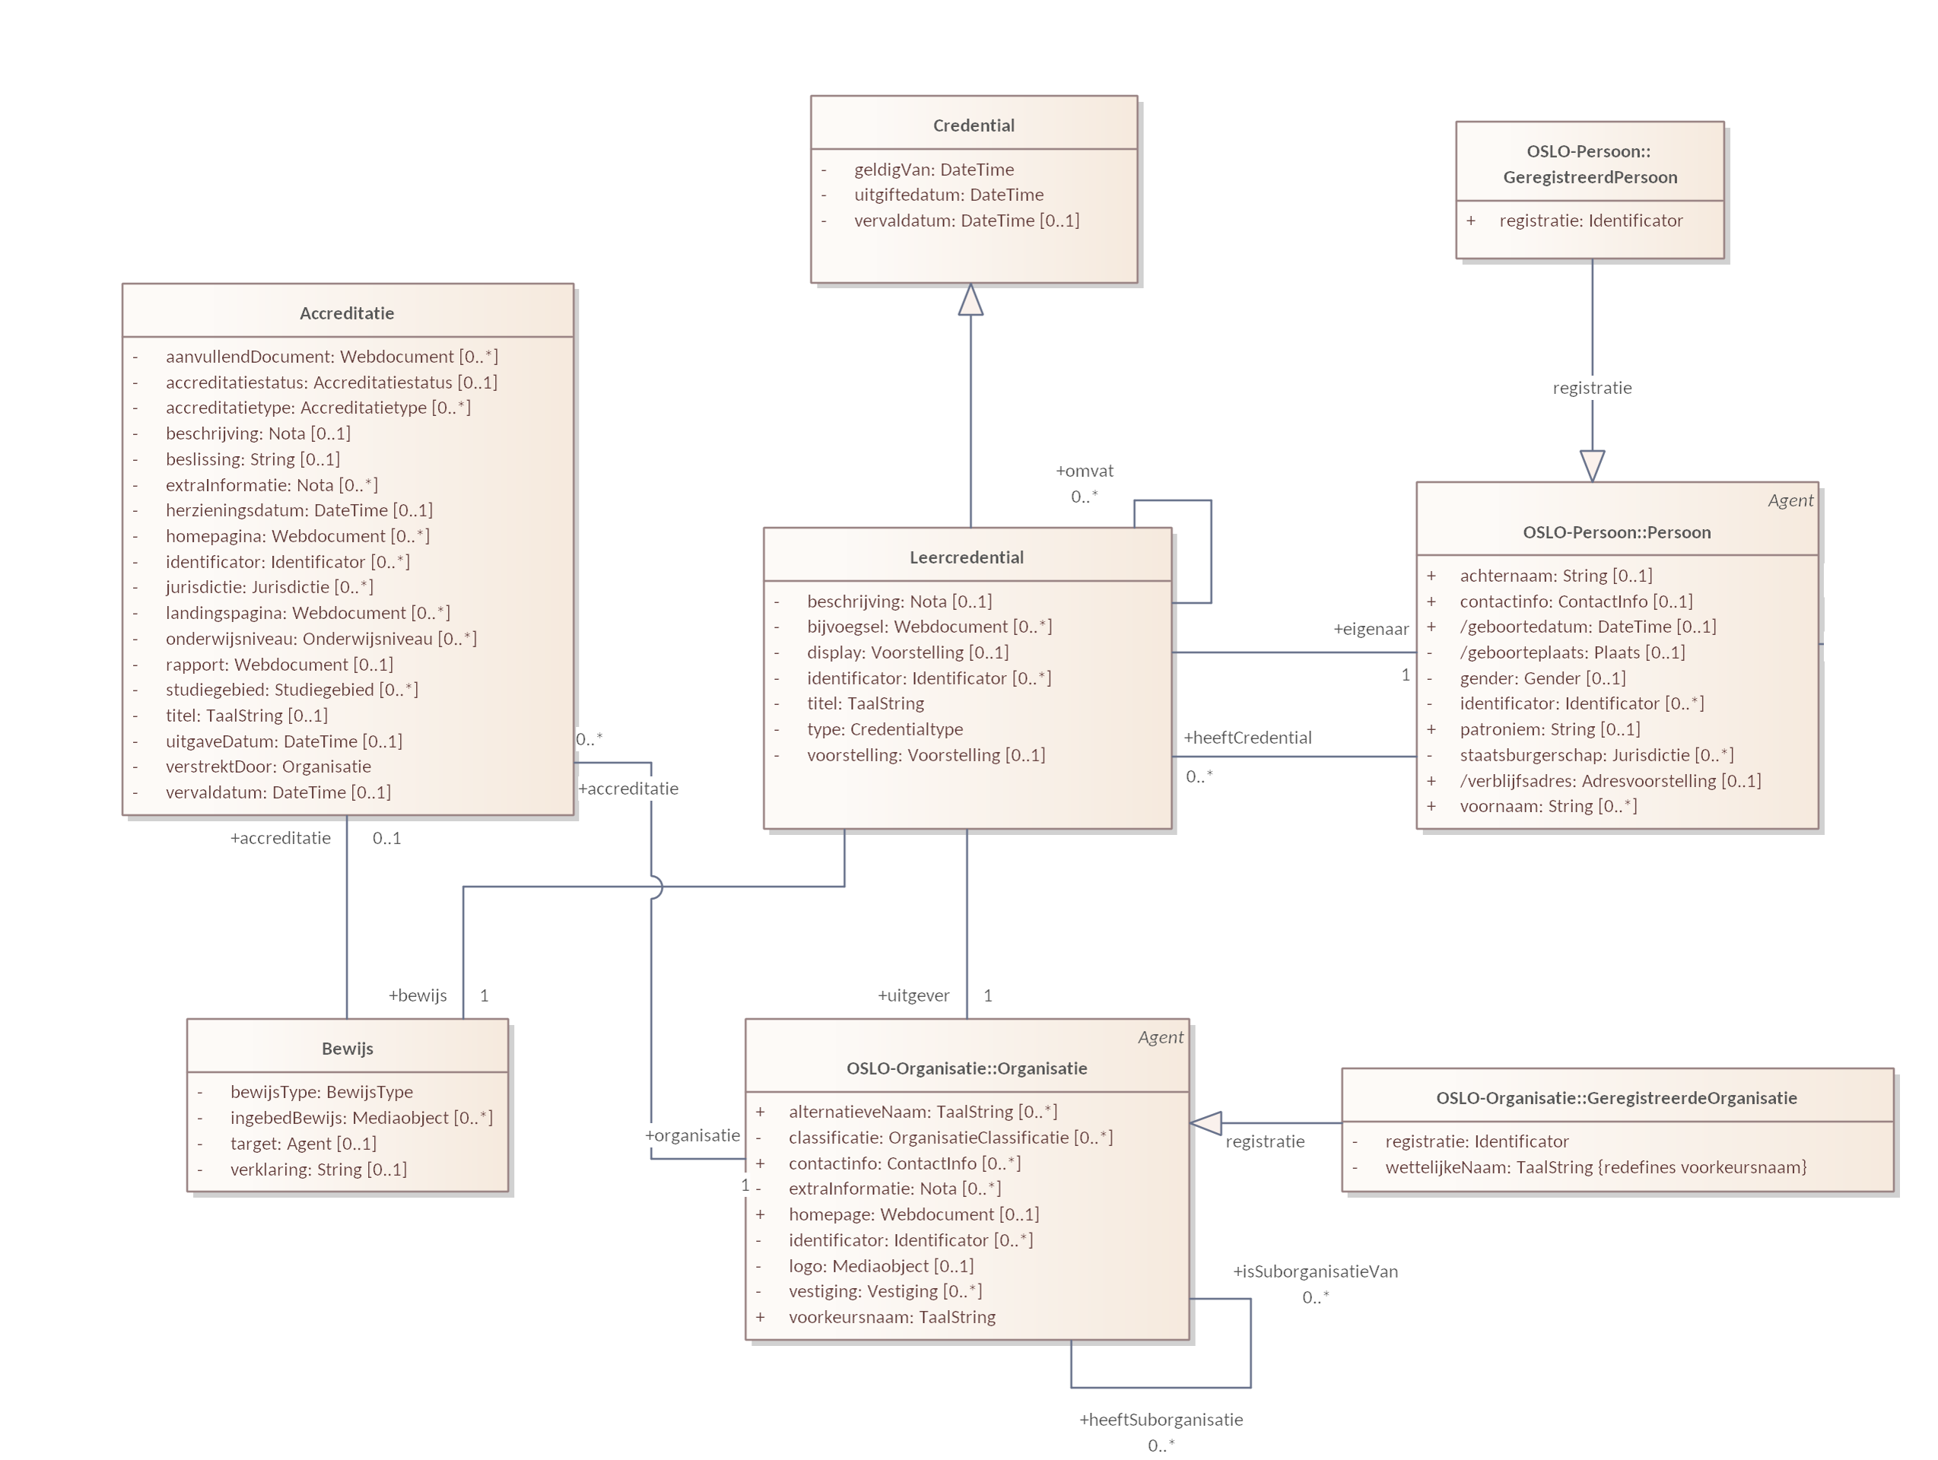 Credential
- geldigVan: DateTime
- uitgiftedatum: DateTime
- vervaldatum: DateTime [0..1]
OSLO-Persoon::
GeregistreerdPersoon
+ registratie: Identificator
Accreditatie
- aanvullendDocument: Webdocument [0..*]
- accreditatiestatus: Accreditatiestatus [0..1]
- accreditatietype: Accreditatietype [0..*]
- beschrijving: Nota [0..1]
- beslissing: String [0..1]
- extraInformatie: Nota [0..*]
- herzieningsdatum: DateTime [0..1]
- homepagina: Webdocument [0..*]
- identificator: Identificator [0..*]
- jurisdictie: Jurisdictie [0..*]
- landingspagina: Webdocument [0..*]
- onderwijsniveau: Onderwijsniveau [0..*]
- rapport: Webdocument [0..1]
- studiegebied: Studiegebied [0..*]
- titel: TaalString [0..1]
- uitgaveDatum: DateTime [0..1]
- verstrektDoor: Organisatie
- vervaldatum: DateTime [0..1]
registratie
+omvat
0..*
Leercredential
- beschrijving: Nota [0..1]
- bijvoegsel: Webdocument [0..*]
- display: Voorstelling [0..1]
- identificator: Identificator [0..*]
- titel: TaalString
- type: Credentialtype
- voorstelling: Voorstelling [0..1]
Agent
OSLO-Persoon::Persoon
+ achternaam: String [0..1]
+ contactinfo: ContactInfo [0..1]
+ /geboortedatum: DateTime [0..1]
- /geboorteplaats: Plaats [0..1]
- gender: Gender [0..1]
- identificator: Identificator [0..*]
+ patroniem: String [0..1]
- staatsburgerschap: Jurisdictie [0..*]
+ /verblijfsadres: Adresvoorstelling [0..1]
+ voornaam: String [0..*]
+eigenaar
1
+heeftCredential
0..*
0..*
+accreditatie
+accreditatie 0..1
+bewijs 1
+uitgever 1
Bewijs
- bewijsType: BewijsType
- ingebedBewijs: Mediaobject [0..*]
- target: Agent [0..1]
- verklaring: String [0..1]
+organisatie
1
Agent
OSLO-Organisatie::Organisatie
+ alternatieveNaam: TaalString [0..*]
- classificatie: OrganisatieClassificatie [0..*]
+ contactinfo: ContactInfo [0..*]
- extraInformatie: Nota [0..*]
+ homepage: Webdocument [0..1]
- identificator: Identificator [0..*]
- logo: Mediaobject [0..1]
- vestiging: Vestiging [0..*]
+ voorkeursnaam: TaalString
registratie
OSLO-Organisatie::GeregistreerdeOrganisatie
- registratie: Identificator
- wettelijkeNaam: TaalString {redefines voorkeursnaam}
+isSuborganisatieVan
0..*
+heeftSuborganisatie
0..*